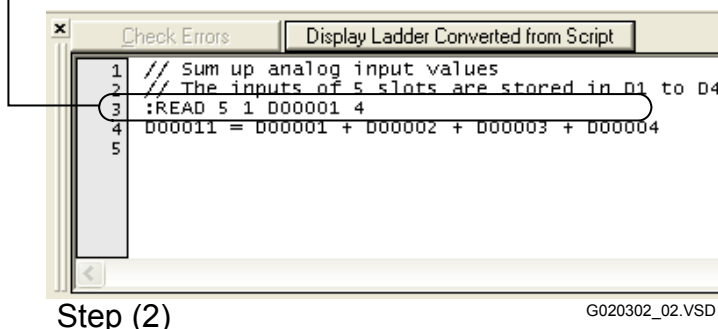 Check Errors Display Ladder Converted from Script
1 // Sum up analog input values
2 // The inputs of 5 slots are stored in D1 to D4
3 :READ 5 1 D00001 4
4 D00011 = D00001 + D00002 + D00003 + D00004
5
Step (2)
G020302_02.VSD